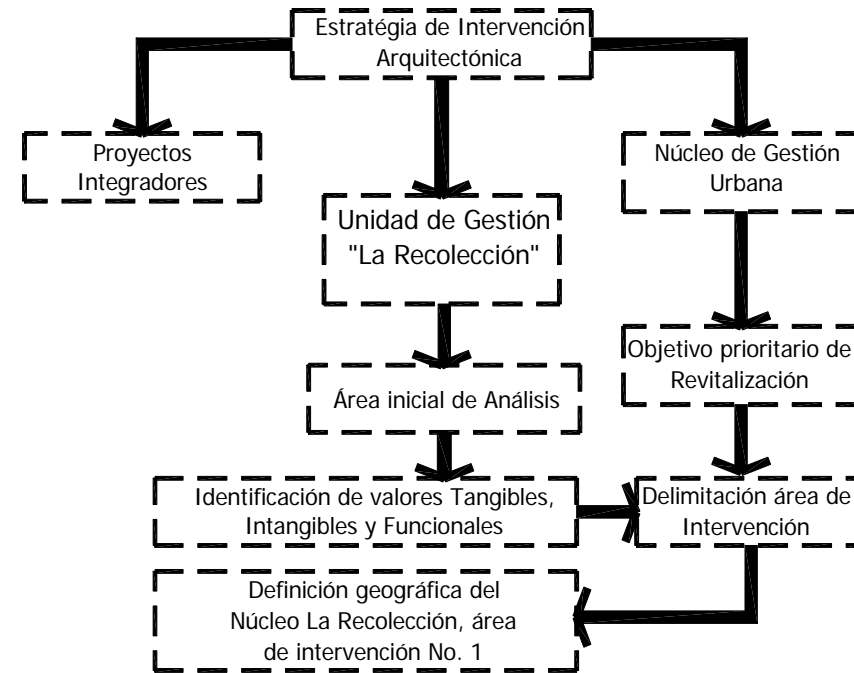 Estratégia de Intervención
Arquitectónica
Proyectos
Integradores
Núcleo de Gestión
Urbana
Unidad de Gestión
"La Recolección"
Objetivo prioritario de
Revitalización
Área inicial de Análisis
Identificación de valores Tangibles,
Intangibles y Funcionales
Delimitación área de
Intervención
Definición geográfica del
Núcleo La Recolección, área
de intervención No. 1